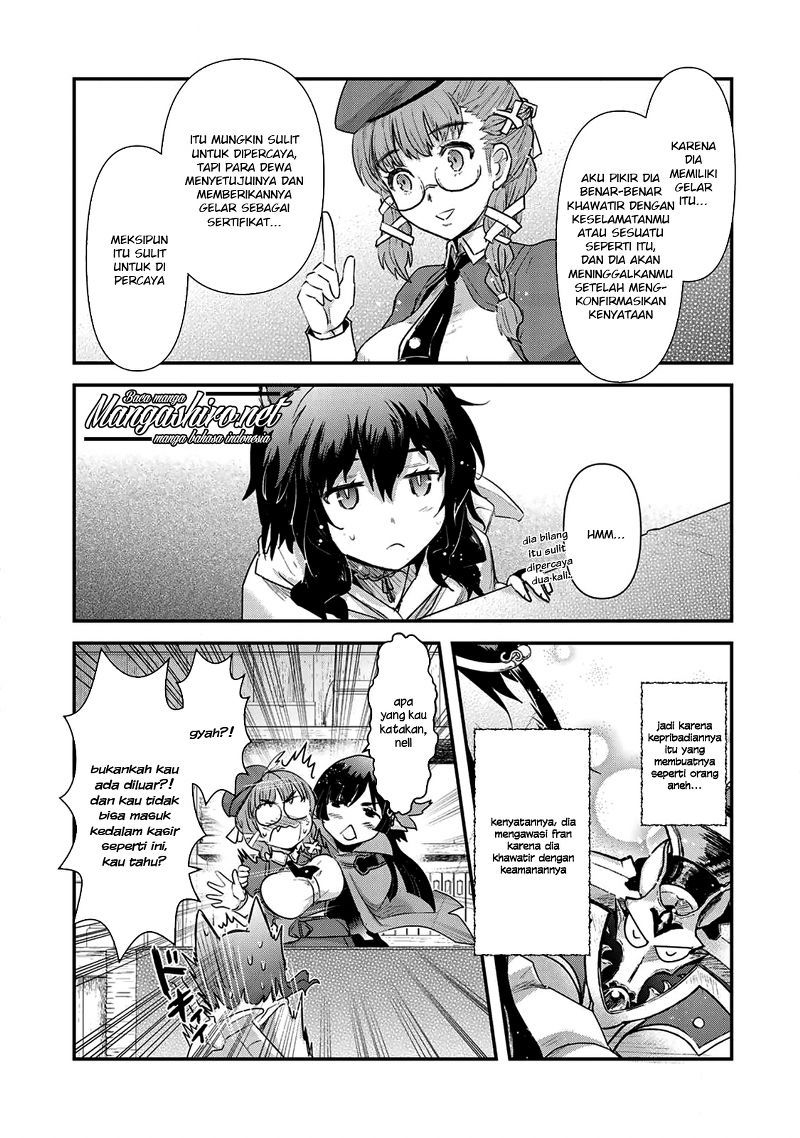 KARENA
DIA
MEMILIKI
GELAR
ITU...
AKU PIKIR DIA
BENAR-BENAR
KHAWATIR DENGAN
KESELAMATANMU
ATAU SESUATU
SEPERTI ITU,
DAN DIA AKAN
MENINGGALKANMU
SETELAH MENG-
KONFIRMASIKAN
KENYATAAN
ITU MUNGKIN SULIT
UNTUK DIPERCAYA,
TAPI PARA DEWA
MENYETUJUINYA DAN
MEMBERIKANNYA
GELAR SEBAGAI
SERTIFIKAT...
MEKSIPUN
ITU SULIT
UNTUK DI
PERCAYA
Baca manga
Mangashiro.net
manga bahasa indonesia
HMM...
dia bilang
itu sulit
dipercaya
dua kali..
jadi karena
kepribadiannya
itu yang
membuatnya
seperti orang
aneh...
kenyatannya, dia
mengawasi fran
karena dia
khawatir dengan
keamanannya
apa
yang kau
katakan,
nell
gyah?!
bukankah kau
ada diluar?!
dan kau tidak
bisa masuk
kedalam kasir
seperti ini,
kau tahu?